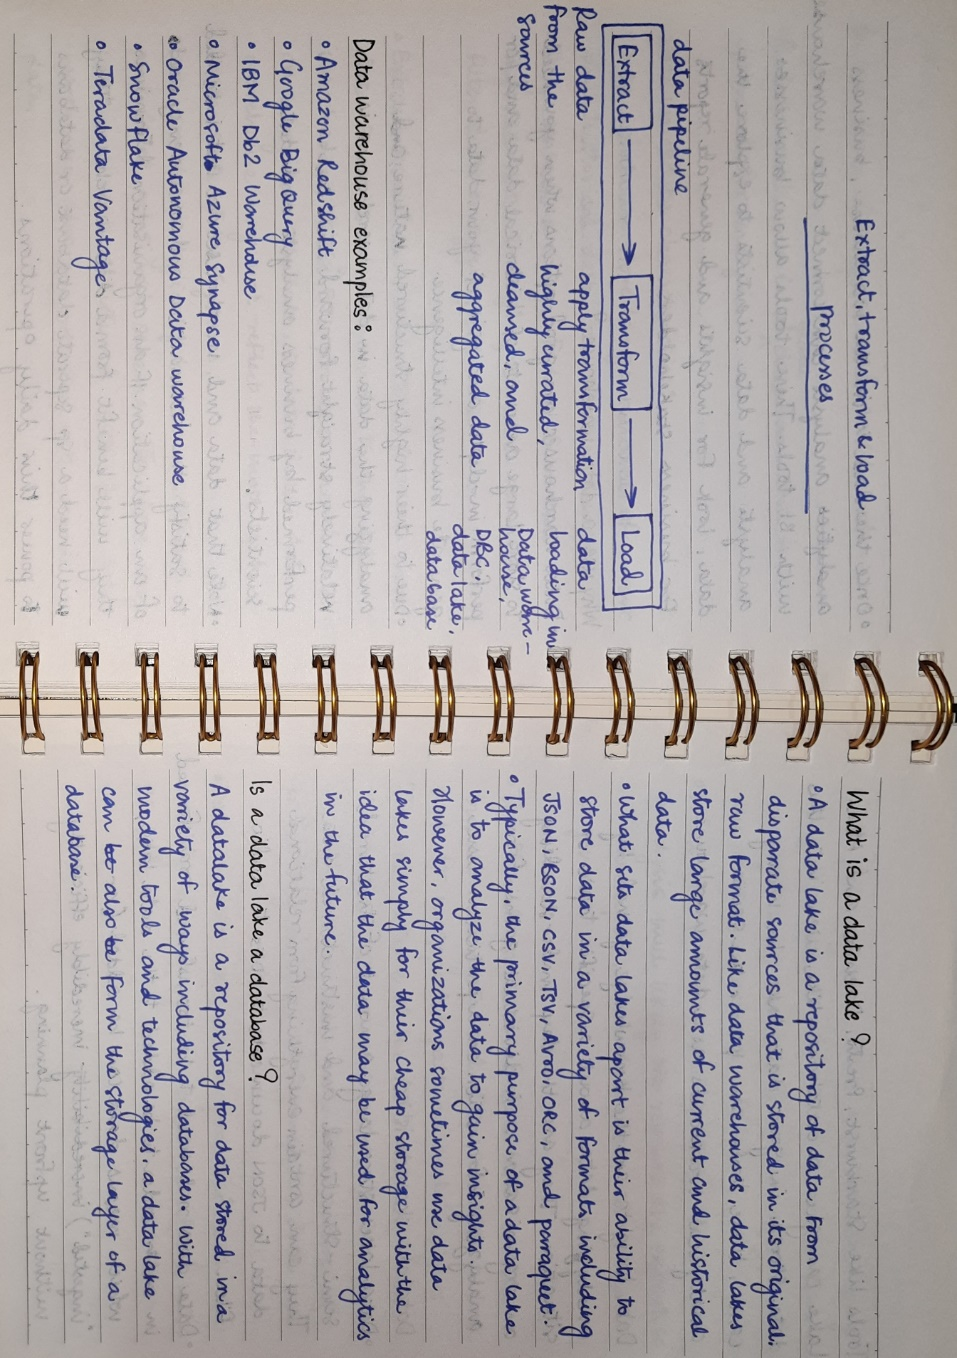 Extract, transform & load
Processes
data pipeline
Extract → Transform → Load
Raw data
from the
sources
apply transformation
highly curated,
cleansed, and
aggregated data
data
loading in
Data ware-
house,
DBC.
data lake,
database
Data warehouse examples:
• Amazon Redshift
• Google BigQuery
• IBM Db2 Warehouse
• Microsoft Azure Synapse
• Oracle Autonomous Data warehouse
• Snowflake
• Teradata Vantage
What is a data lake?
• A data lake is a repository of data from
disparate sources that is stored in its original,
raw format. Like data warehouses, data lakes
store large amounts of current and historical
data.
• What sets data lakes apart is their ability to
store data in a variety of formats including
JSON, BSON, CSV, TSV, Avro, ORC, and parquet.
• Typically, the primary purpose of a data lake
is to analyze the data to gain insights.
However, organizations sometimes use data
lakes simply for thier cheap storage with the
idea that the data may be used for analytics
in the future.
Is a data lake a database?
A datalake is a repository for data stored in a
variety of ways including databases. With
modern tools and technologies, a data lake
can also form the storage layer of a
database.